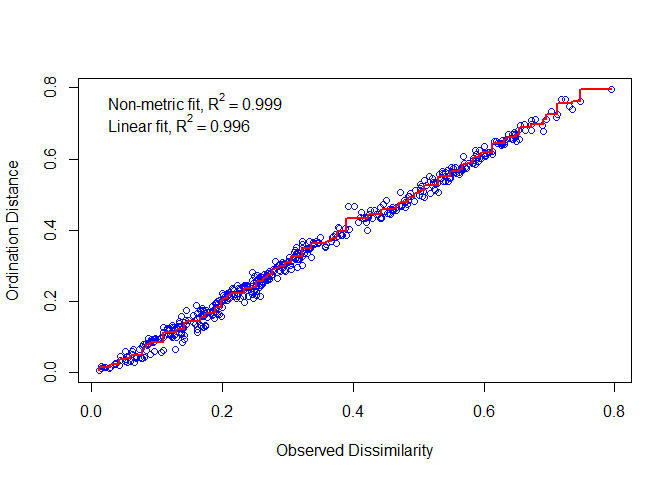 Non-metric fit, R2 = 0.999
Linear fit, R2 = 0.996
Ordination Distance
0.8
0.6
0.4
0.2
0.0
0.0 0.2 0.4 0.6 0.8
Observed Dissimilarity